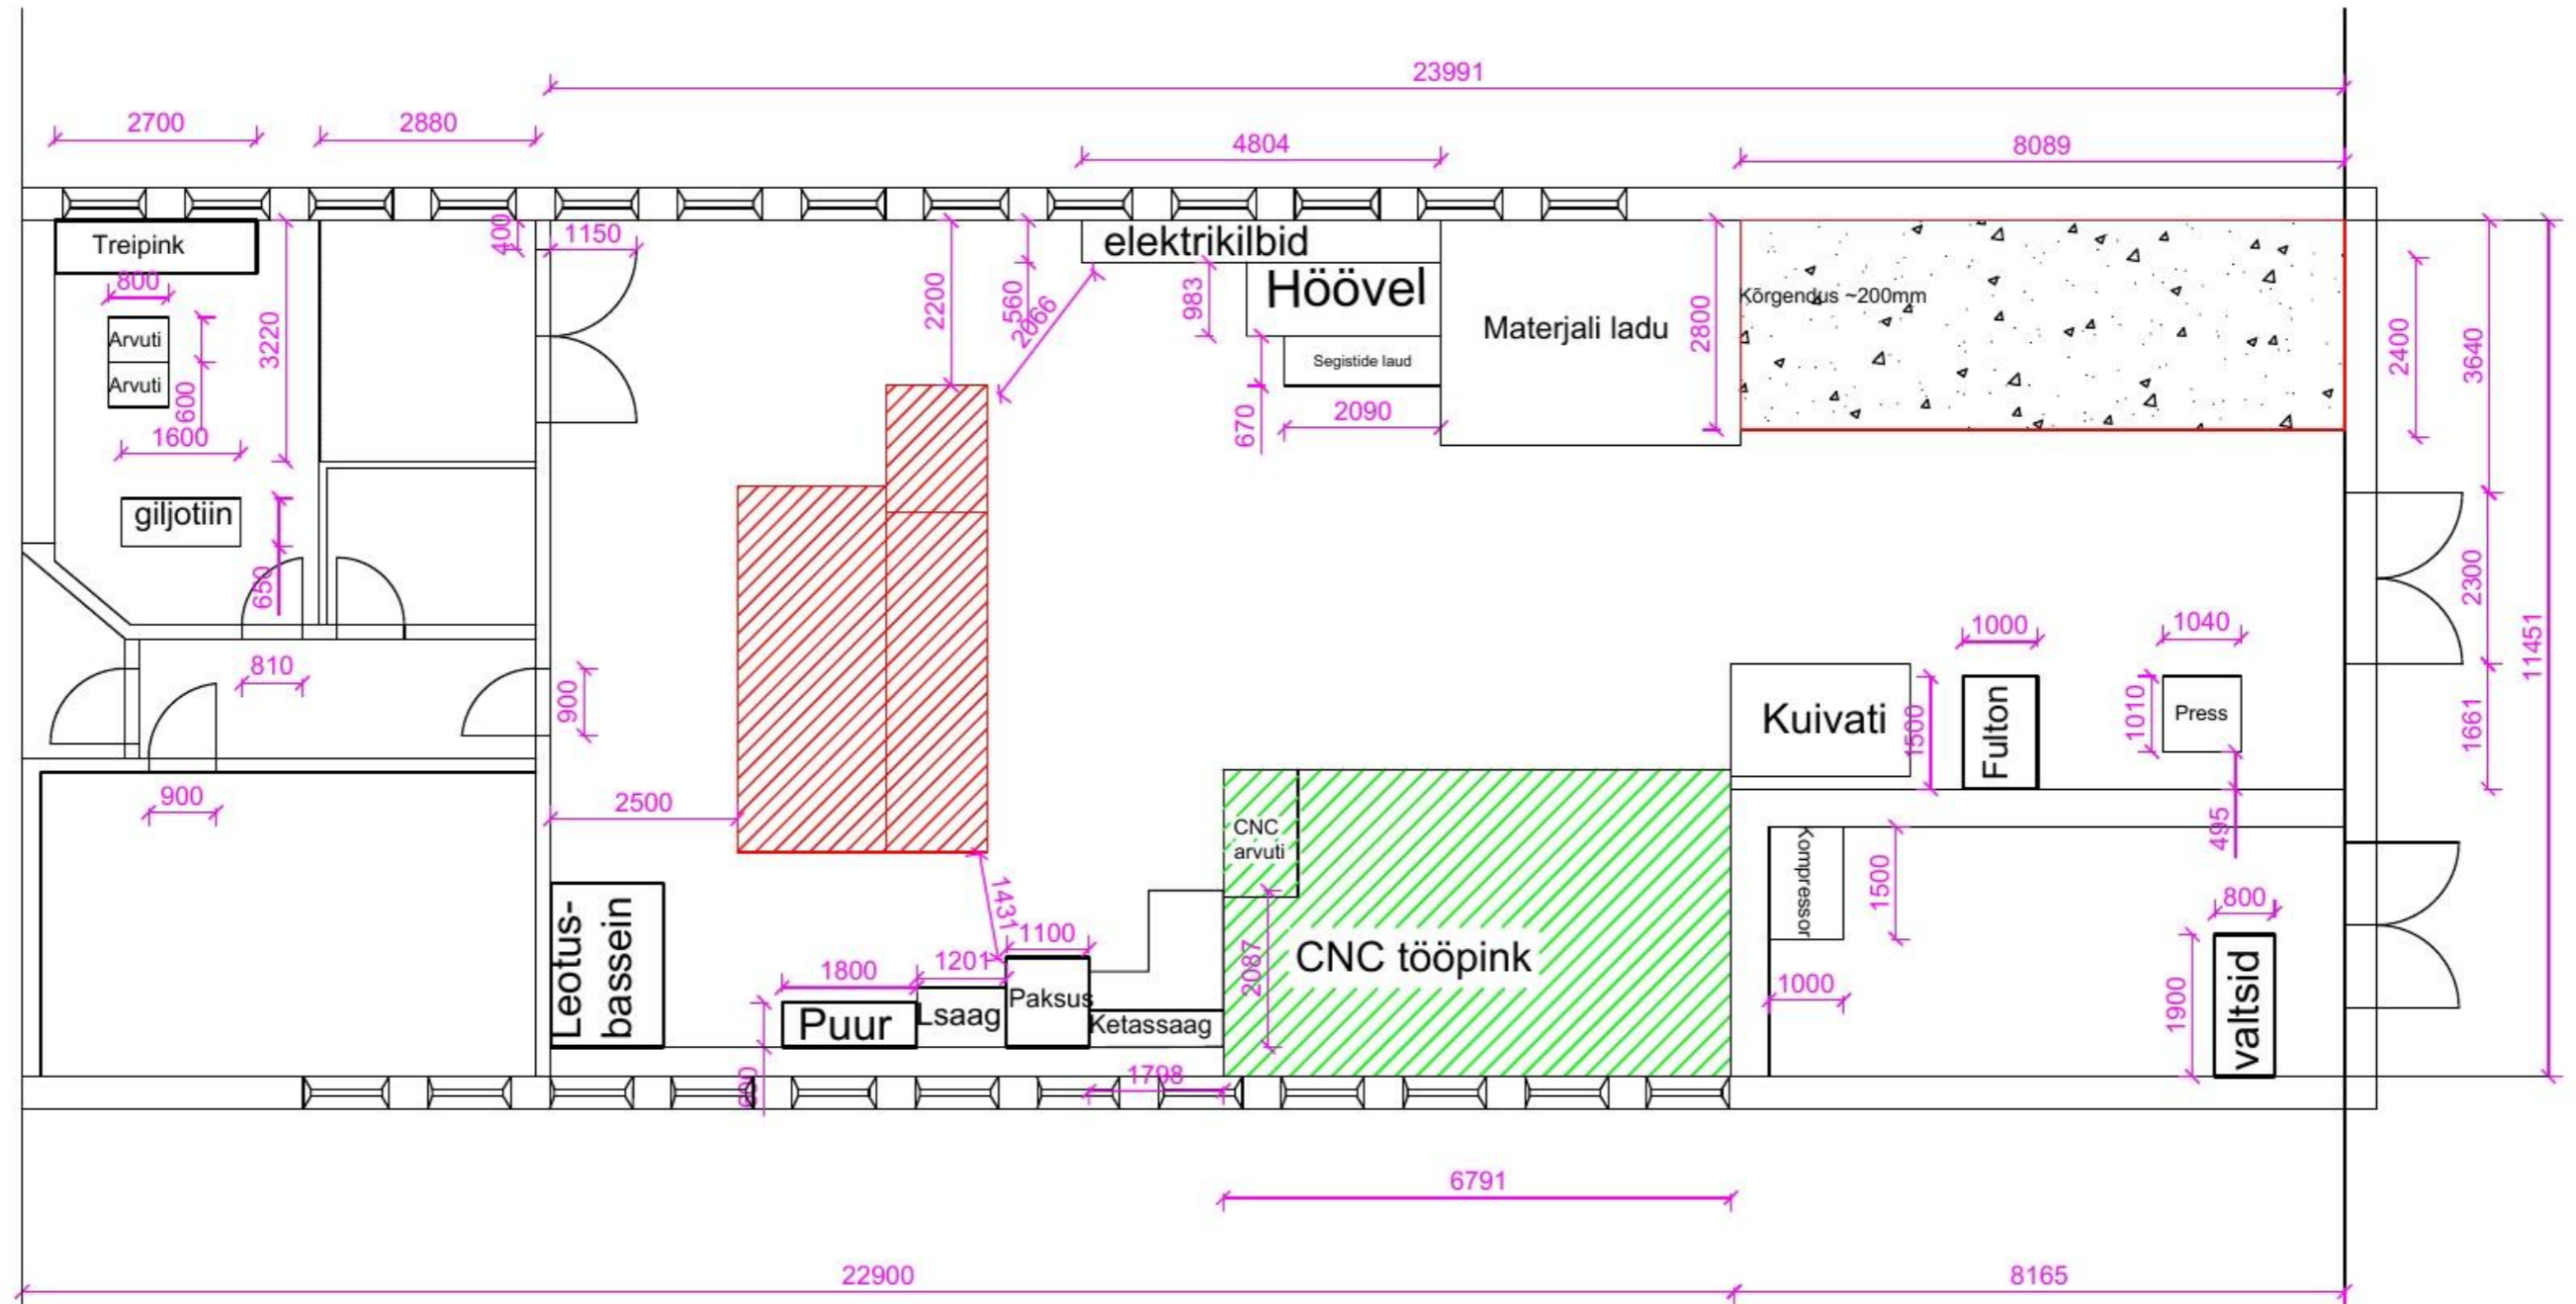 23991
2700
2880
4804
8089
Treipink
400
1150
elektrikilbid
800
Höövel
2200
560
2066
983
Kõrgendus ~200mm
Arvuti
Arvuti
3220
600
Materjali ladu
2800
2400
3640
Segistide laud
670
2090
1600
giljotiin
650
2300
11451
810
900
1000
1040
Kuivati
1500
Fulton
1010
Press
1661
900
2500
CNC
arvuti
495
Kompressor
1500
800
Leotus-
bassein
1431
1100
1201
1800
2087
CNC tööpink
Puur
Lsaag
Paksus
Ketassaag
1000
1900
valtsid
600
1798
6791
22900
8165